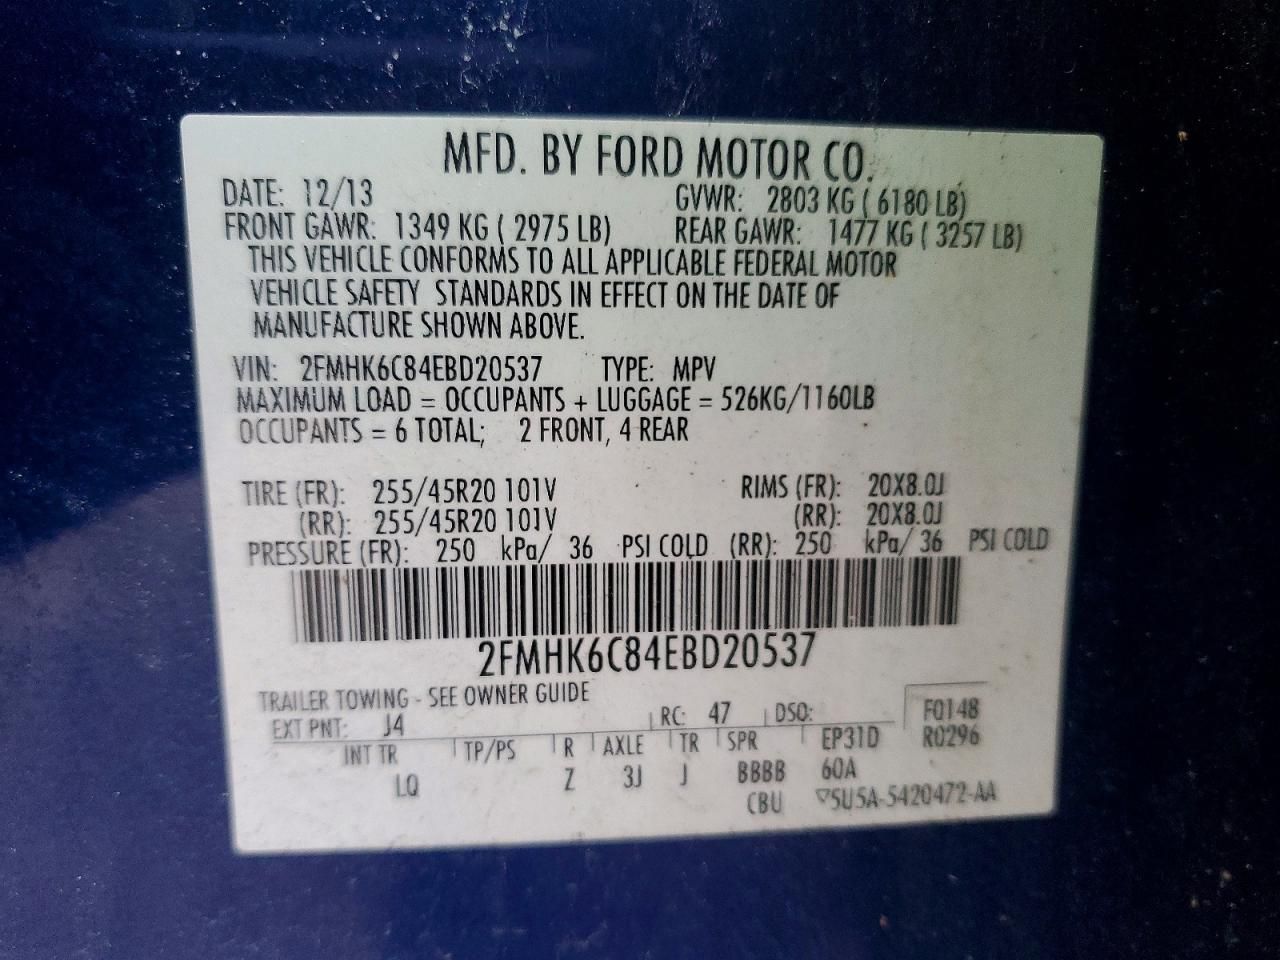 MFD. BY FORD MOTOR CO.
DATE: 12/13 GVWR: 2803 KG ( 6180 LB)
FRONT GAWR: 1349 KG ( 2975 LB) REAR GAWR: 1477 KG ( 3257 LB)
THIS VEHICLE CONFORMS TO ALL APPLICABLE FEDERAL MOTOR
VEHICLE SAFETY STANDARDS IN EFFECT ON THE DATE OF
MANUFACTURE SHOWN ABOVE.
VIN: 2FMHK6C84EBD20537 TYPE: MPV
MAXIMUM LOAD = OCCUPANTS + LUGGAGE = 526KG/1160LB
OCCUPANTS = 6 TOTAL; 2 FRONT, 4 REAR
TIRE (FR): 255/45R20 101V RIMS (FR): 20X8.0J
(RR): 255/45R20 101V (RR): 20X8.0J
PRESSURE (FR): 250 kPa/ 36 PSI COLD (RR): 250 kPa/ 36 PSI COLD
2FMHK6C84EBD20537
TRAILER TOWING - SEE OWNER GUIDE
EXT PNT: J4 RC: 47 DSO: F0148
INT TR TP/PS R AXLE TR SPR EP31D R0296
LQ Z 3J J BBBB 60A
CBU 5U5A-5420472-AA